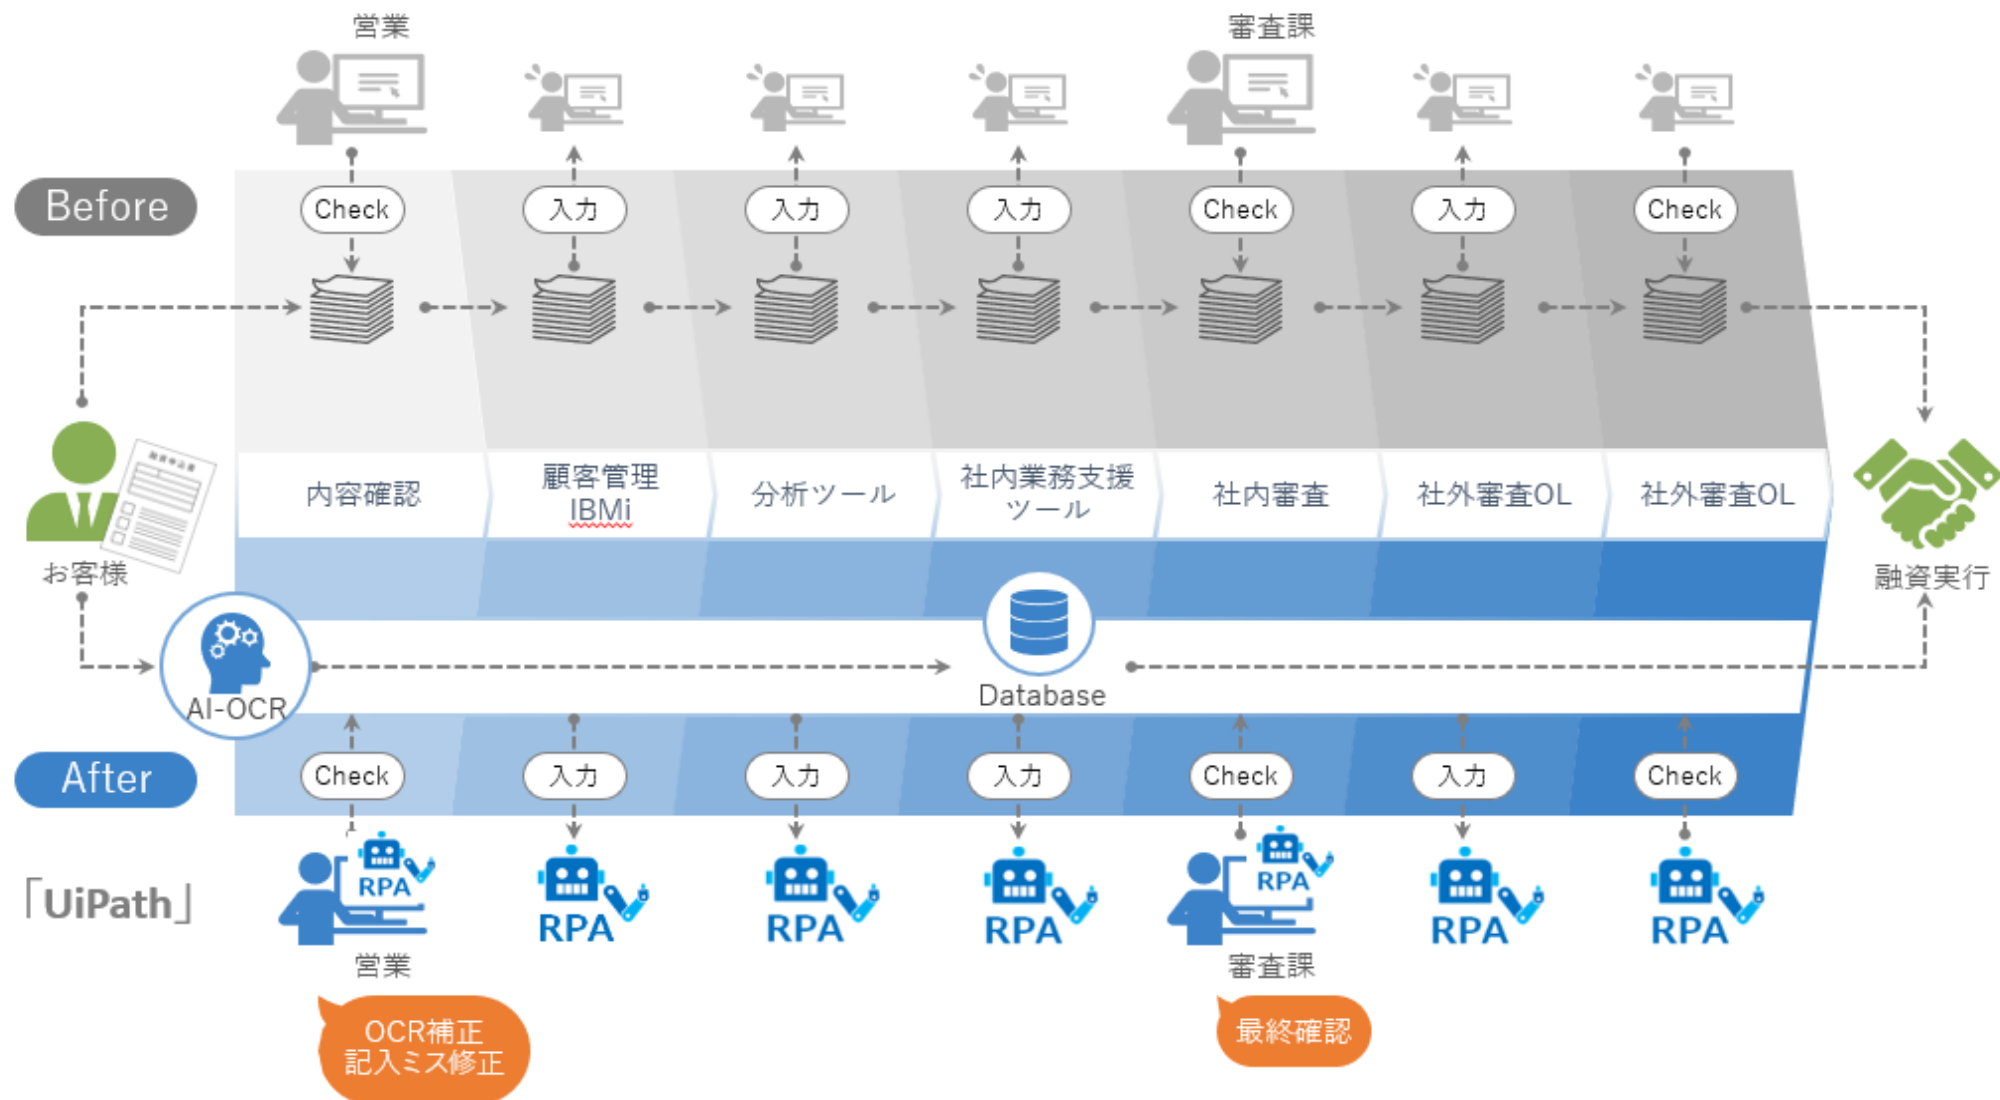 営業
審査課
Before
Check
入力
入力
入力
Check
入力
Check
融資申込書
内容確認
顧客管理
IBMi
分析ツール
社内業務支援
ツール
社内審査
社外審査OL
社外審査OL
お客様
融資実行
AI-OCR
Database
After
Check
入力
入力
入力
Check
入力
Check
「UiPath」
RPA
RPA
RPA
RPA
RPA
RPA
RPA
営業
審査課
OCR補正
記入ミス修正
最終確認